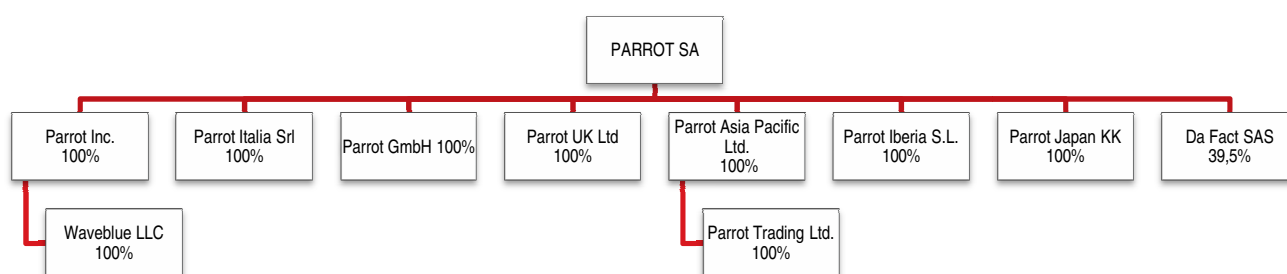 PARROT SA
Parrot Inc.
100%
Parrot Italia Srl
100%
Parrot GmbH 100%
Parrot UK Ltd
100%
Parrot Asia Pacific
Ltd.
100%
Parrot Iberia S.L.
100%
Parrot Japan KK
100%
Da Fact SAS
39,5%
Waveblue LLC
100%
Parrot Trading Ltd.
100%